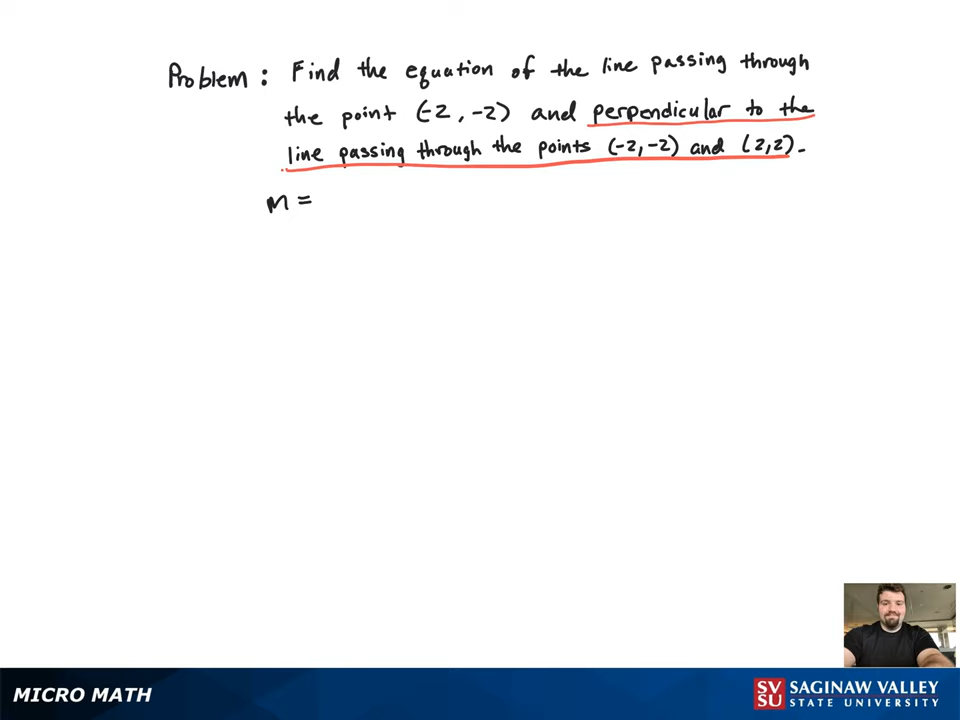 Problem: Find the equation of the line passing through
the point (-2, -2) and perpendicular to the
line passing through the points (-2, -2) and (2,2).
m =
MICRO MATH
SV
SU
SAGINAW VALLEY
STATE UNIVERSITY